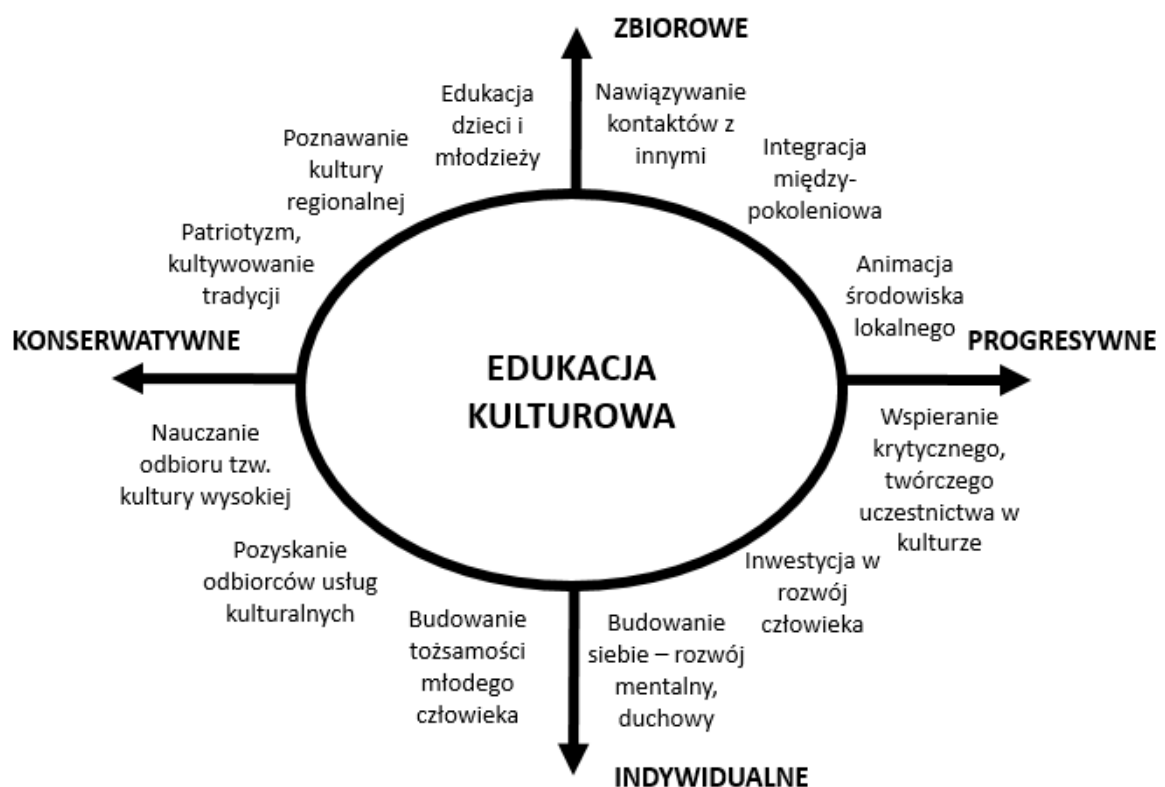 ZBIOROWE
Edukacja
dzieci i
młodzieży
Nawiązywanie
kontaktów z
innymi
Poznawanie
kultury
regionalnej
Integracja
między-
pokoleniowa
Patriotyzm,
kultywowanie
tradycji
Animacja
środowiska
lokalnego
KONSERWATYWNE
PROGRESYWNE
EDUKACJA
KULTUROWA
Nauczanie
odbioru tzw.
kultury wysokiej
Wspieranie
krytycznego,
twórczego
uczestnictwa w
kulturze
Pozyskanie
odbiorców usług
kulturalnych
Inwestycja w
rozwój
człowieka
Budowanie
tożsamości
młodego
człowieka
Budowanie
siebie – rozwój
mentalny,
duchowy
INDYWIDUALNE